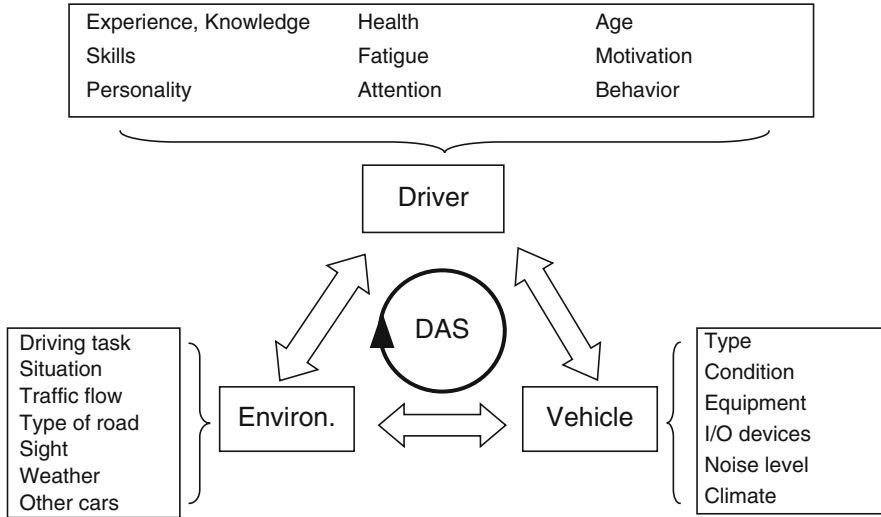 Experience, Knowledge Health Age
Skills Fatigue Motivation
Personality Attention Behavior
Driver
DAS
Driving task
Situation
Traffic flow
Type of road
Sight
Weather
Other cars
Environ.
Vehicle
Type
Condition
Equipment
I/O devices
Noise level
Climate